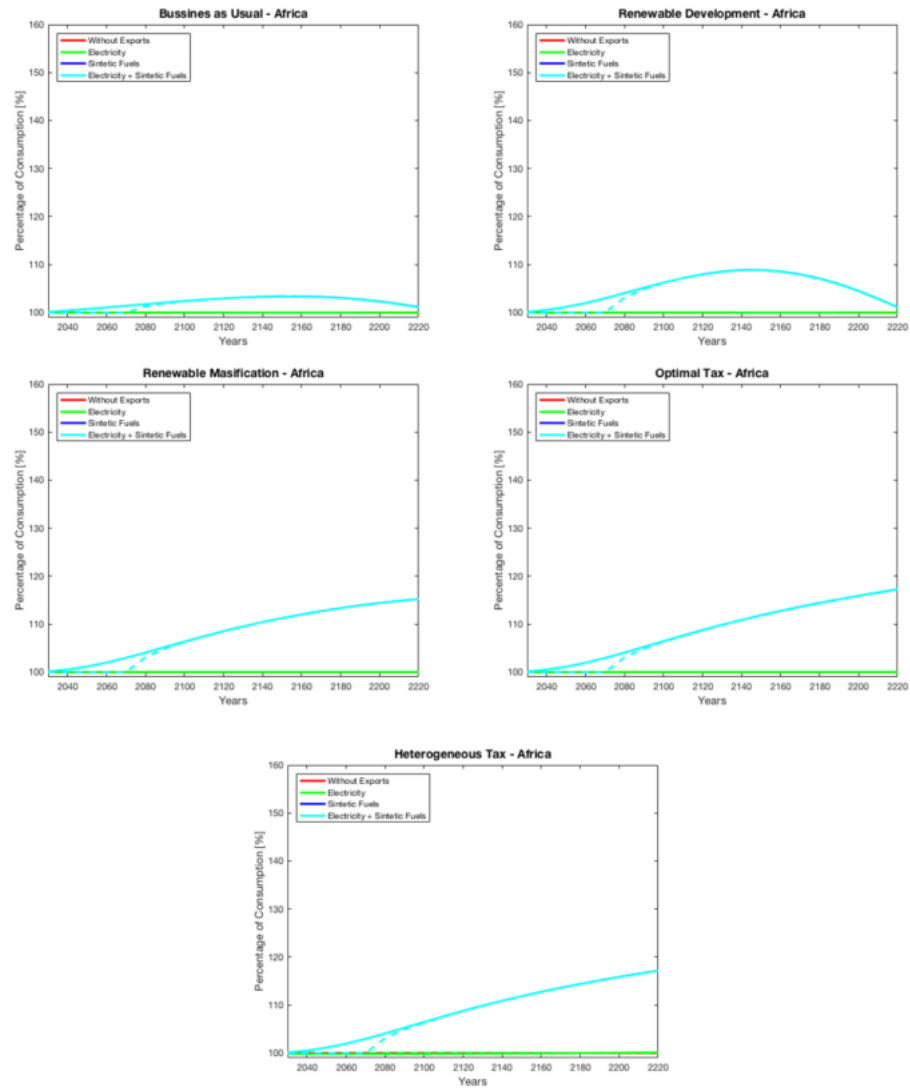 Bussines as Usual - Africa
160
150
140
130
120
110
100
Percentage of Consumption [%]
Without Exports
Electricity
Sintetic Fuels
Electricity + Sintetic Fuels
2040 2060 2080 2100 2120 2140 2160 2180 2200 2220
Years
Renewable Development - Africa
160
150
140
130
120
110
100
Percentage of Consumption [%]
Without Exports
Electricity
Sintetic Fuels
Electricity + Sintetic Fuels
2040 2060 2080 2100 2120 2140 2160 2180 2200 2220
Years
Renewable Masification - Africa
160
150
140
130
120
110
100
Percentage of Consumption [%]
Without Exports
Electricity
Sintetic Fuels
Electricity + Sintetic Fuels
2040 2060 2080 2100 2120 2140 2160 2180 2200 2220
Years
Optimal Tax - Africa
160
150
140
130
120
110
100
Percentage of Consumption [%]
Without Exports
Electricity
Sintetic Fuels
Electricity + Sintetic Fuels
2040 2060 2080 2100 2120 2140 2160 2180 2200 2220
Years
Heterogeneous Tax - Africa
160
150
140
130
120
110
100
Percentage of Consumption [%]
Without Exports
Electricity
Sintetic Fuels
Electricity + Sintetic Fuels
2040 2060 2080 2100 2120 2140 2160 2180 2200 2220
Years